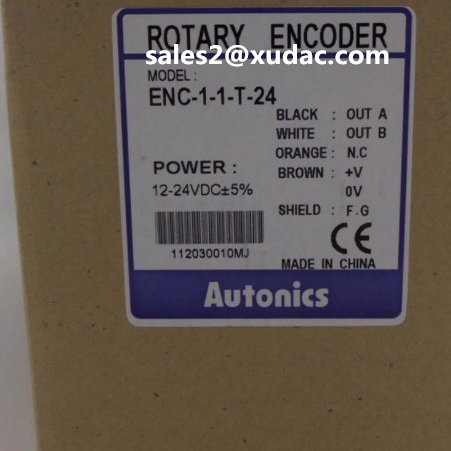 ROTARY ENCODER
sales2@xudac.com
MODEL :
ENC-1-1-T-24
BLACK : OUT A
WHITE : OUT B
ORANGE : N.C
BROWN : +V
0V
SHIELD : F.G
POWER :
12-24VDC±5%
112030010MJ
CE
MADE IN CHINA
Autonics